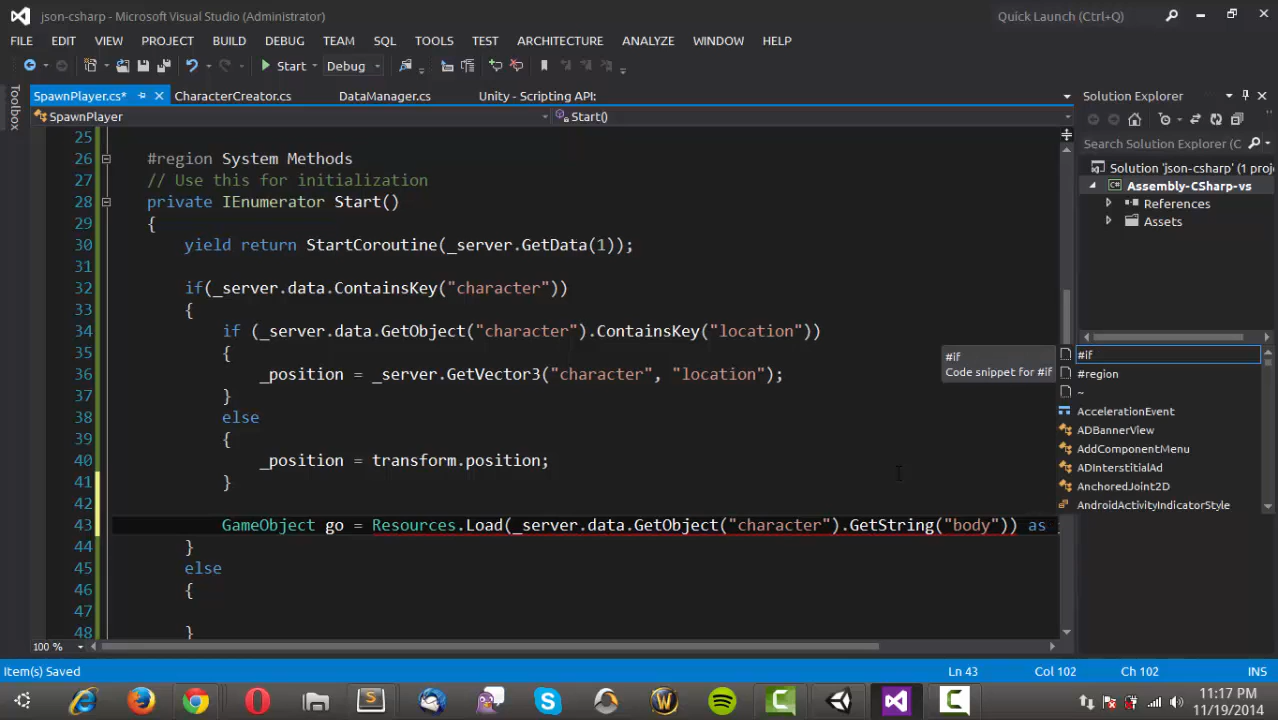 json-csharp - Microsoft Visual Studio (Administrator)
Quick Launch (Ctrl+Q)
FILE EDIT VIEW PROJECT BUILD DEBUG TEAM SQL TOOLS TEST ARCHITECTURE ANALYZE WINDOW HELP
Start Debug
Toolbox
SpawnPlayer.cs* CharacterCreator.cs DataManager.cs Unity - Scripting API:
SpawnPlayer Start()
Solution Explorer
Search Solution Explorer (C
Solution 'json-csharp' (1 proj
Assembly-CSharp-vs
References
Assets
25
26 #region System Methods
27 // Use this for initialization
28 private IEnumerator Start()
29 {
30 yield return StartCoroutine(_server.GetData(1));
31
32 if(_server.data.ContainsKey("character"))
33 {
34 if (_server.data.GetObject("character").ContainsKey("location"))
35 {
36 _position = _server.GetVector3("character", "location");
37 }
38 else
39 {
40 _position = transform.position;
41 }
42
43 GameObject go = Resources.Load(_server.data.GetObject("character").GetString("body")) as
44 }
45 else
46 {
47
48 }
#if
Code snippet for #if
#if
#region
~
AccelerationEvent
ADBannerView
AddComponentMenu
ADInterstitialAd
AnchoredJoint2D
AndroidActivityIndicatorStyle
100 %
Item(s) Saved Ln 43 Col 102 Ch 102 INS
11:17 PM
11/19/2014